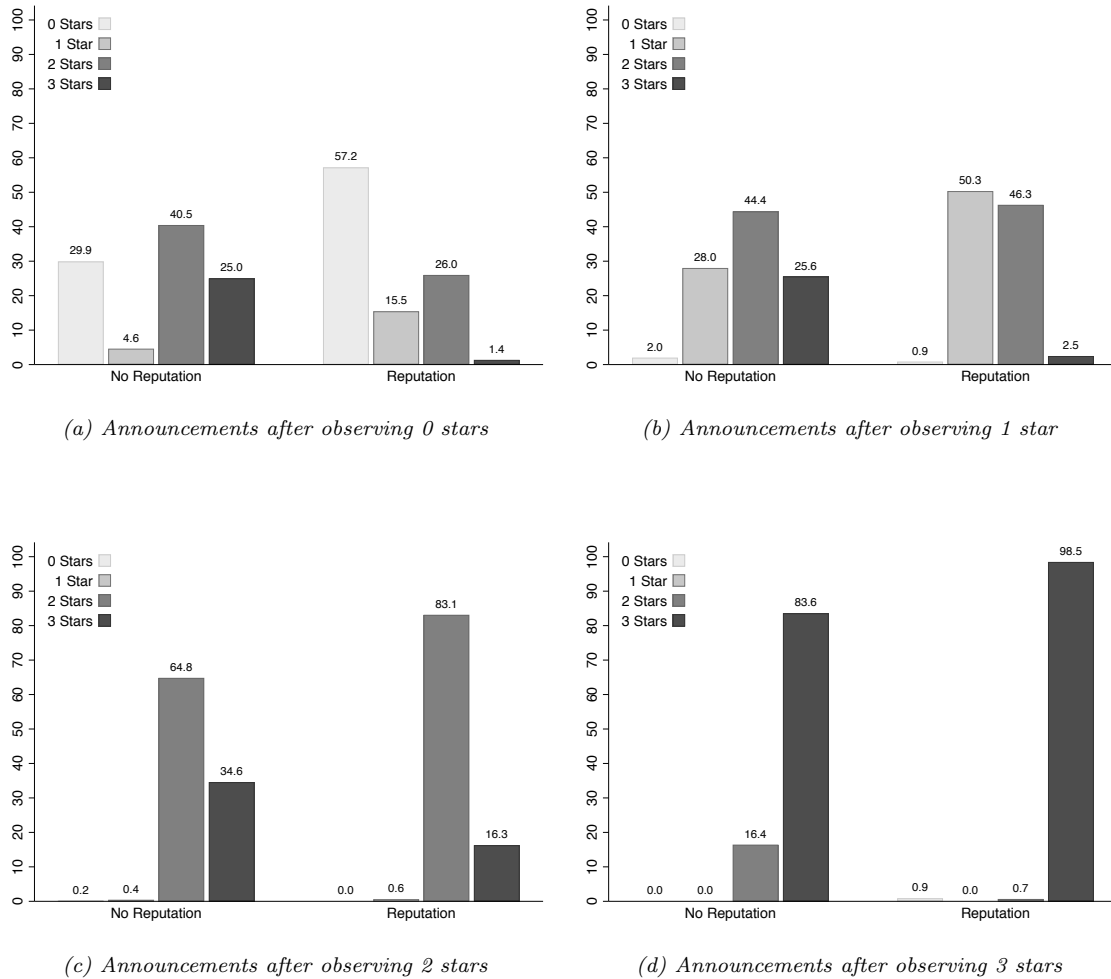 0 Stars
1 Star
2 Stars
3 Stars
100
90
80
70
60
50
40
30
20
10
0
29.9
4.6
40.5
25.0
57.2
15.5
26.0
1.4
No Reputation
Reputation
(a) Announcements after observing 0 stars
0 Stars
1 Star
2 Stars
3 Stars
100
90
80
70
60
50
40
30
20
10
0
2.0
28.0
44.4
25.6
0.9
50.3
46.3
2.5
No Reputation
Reputation
(b) Announcements after observing 1 star
0 Stars
1 Star
2 Stars
3 Stars
100
90
80
70
60
50
40
30
20
10
0
0.2
0.4
64.8
34.6
0.0
0.6
83.1
16.3
No Reputation
Reputation
(c) Announcements after observing 2 stars
0 Stars
1 Star
2 Stars
3 Stars
100
90
80
70
60
50
40
30
20
10
0
0.0
0.0
16.4
83.6
0.9
0.0
0.7
98.5
No Reputation
Reputation
(d) Announcements after observing 3 stars